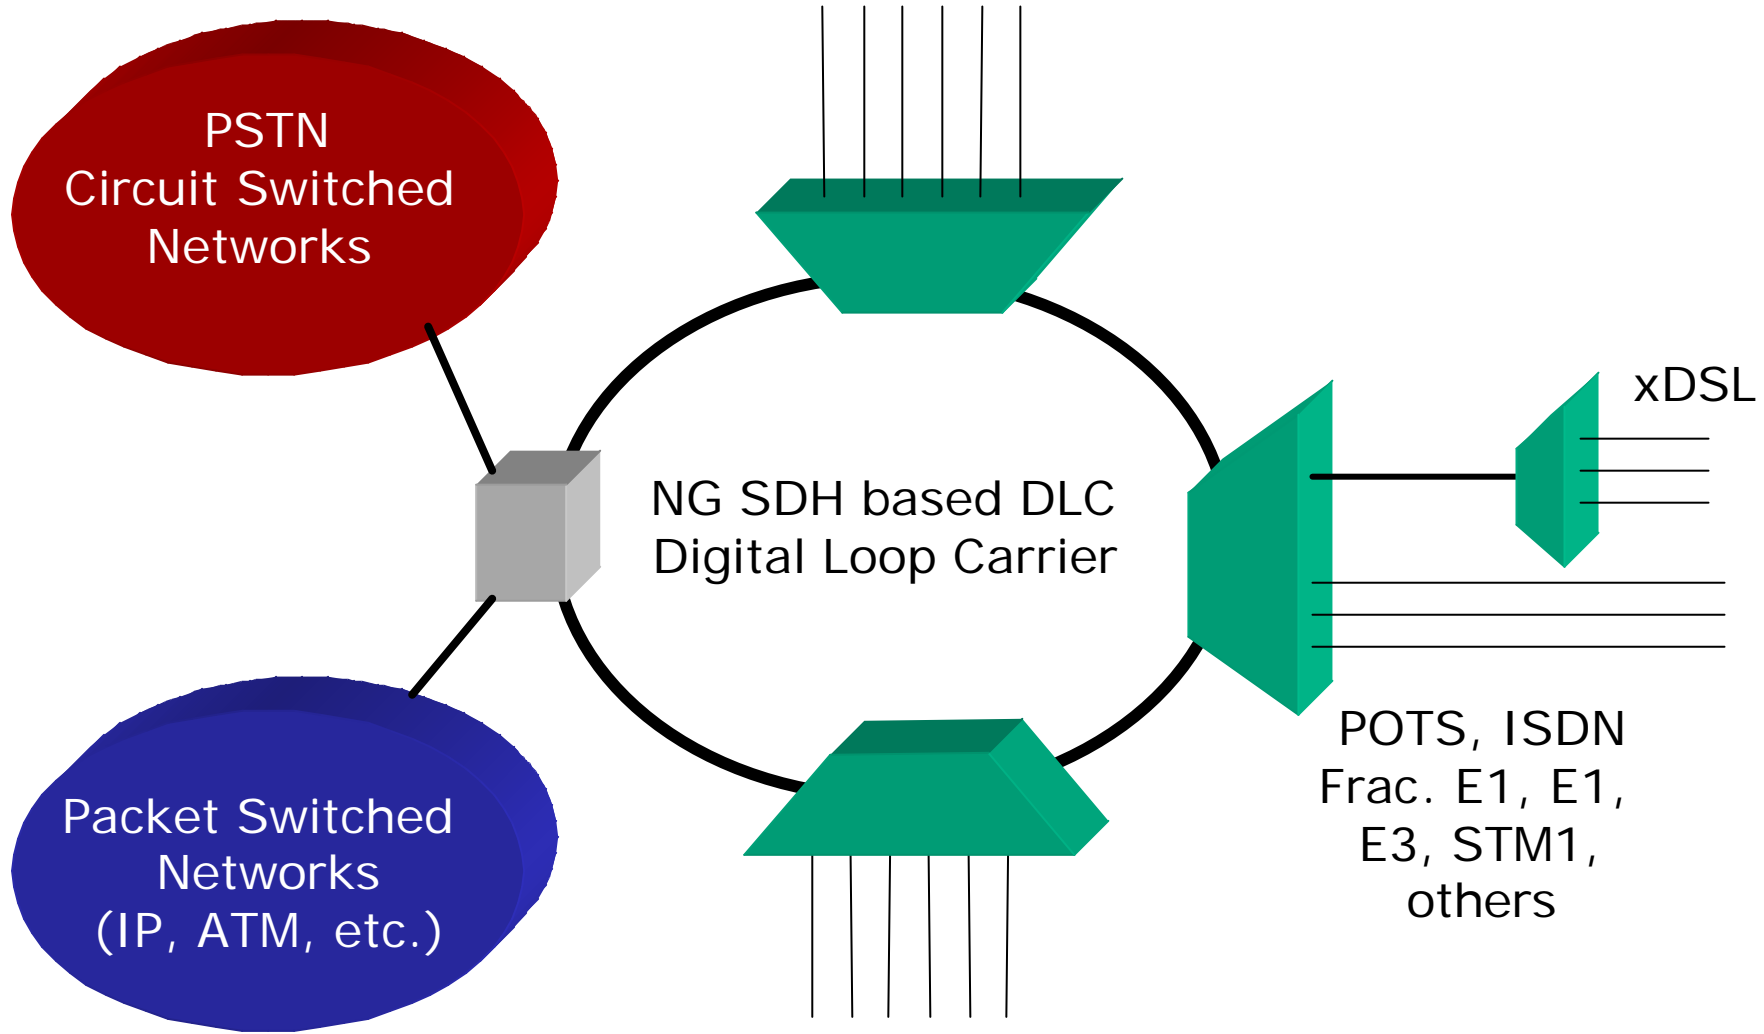 PSTN
Circuit Switched
Networks
xDSL
NG SDH based DLC
Digital Loop Carrier
POTS, ISDN
Frac. E1, E1,
E3, STM1,
others
Packet Switched
Networks
(IP, ATM, etc.)